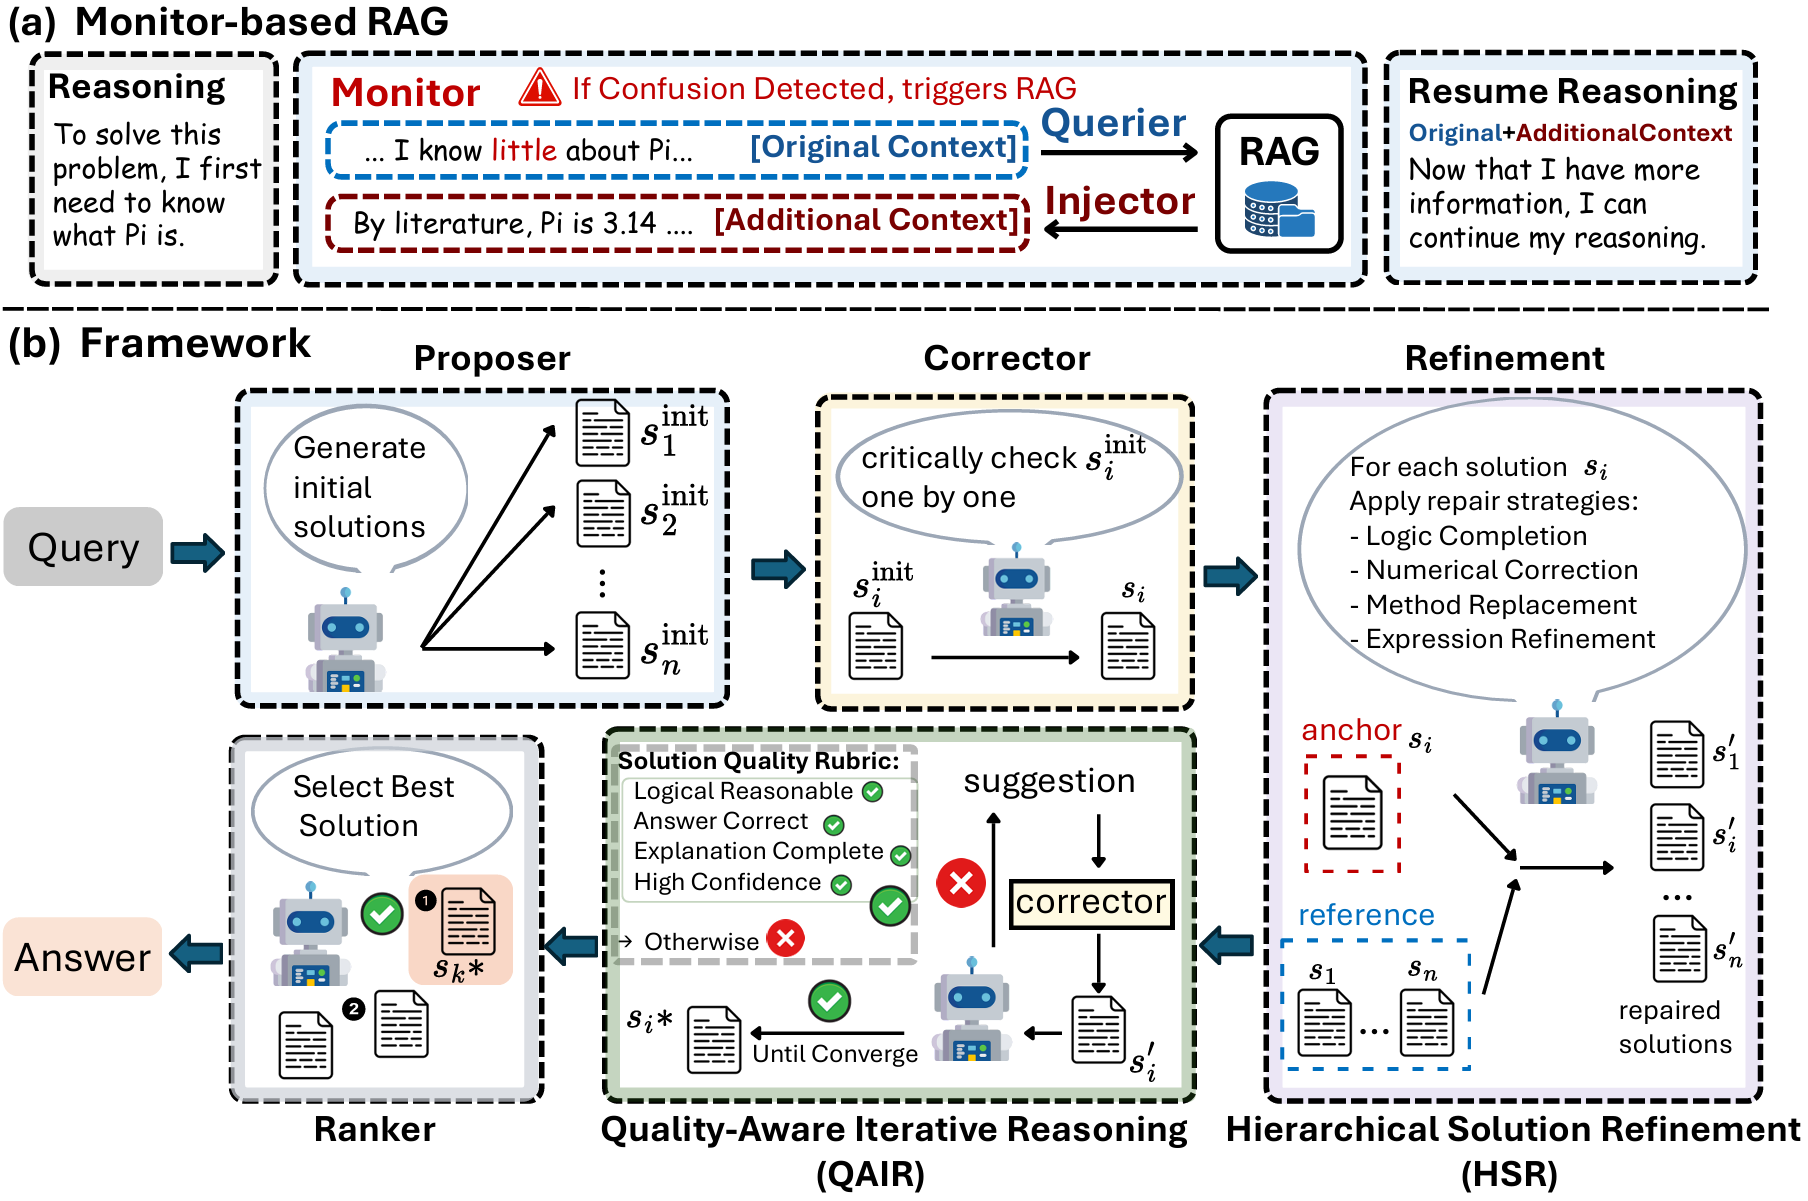 (a) Monitor-based RAG
Reasoning
To solve this
problem, I first
need to know
what Pi is.
Monitor
If Confusion Detected, triggers RAG
... I know little about Pi... [Original Context]
By literature, Pi is 3.14 .... [Additional Context]
Querier
Injector
RAG
Resume Reasoning
Original+AdditionalContext
Now that I have more
information, I can
continue my reasoning.
(b) Framework
Query
Proposer
Generate
initial
solutions
s_1^init
s_2^init
⋮
s_n^init
Corrector
critically check s_i^init
one by one
s_i^init
s_i
Refinement
For each solution s_i
Apply repair strategies:
- Logic Completion
- Numerical Correction
- Method Replacement
- Expression Refinement
anchor s_i
reference
s_1
...
s_n
s'_1
s'_i
...
s'_n
repaired
solutions
Hierarchical Solution Refinement
(HSR)
Solution Quality Rubric:
Logical Reasonable
Answer Correct
Explanation Complete
High Confidence
→ Otherwise
suggestion
corrector
s'_i
Until Converge
s_i*
Quality-Aware Iterative Reasoning
(QAIR)
Select Best
Solution
1
s_k*
2
Ranker
Answer